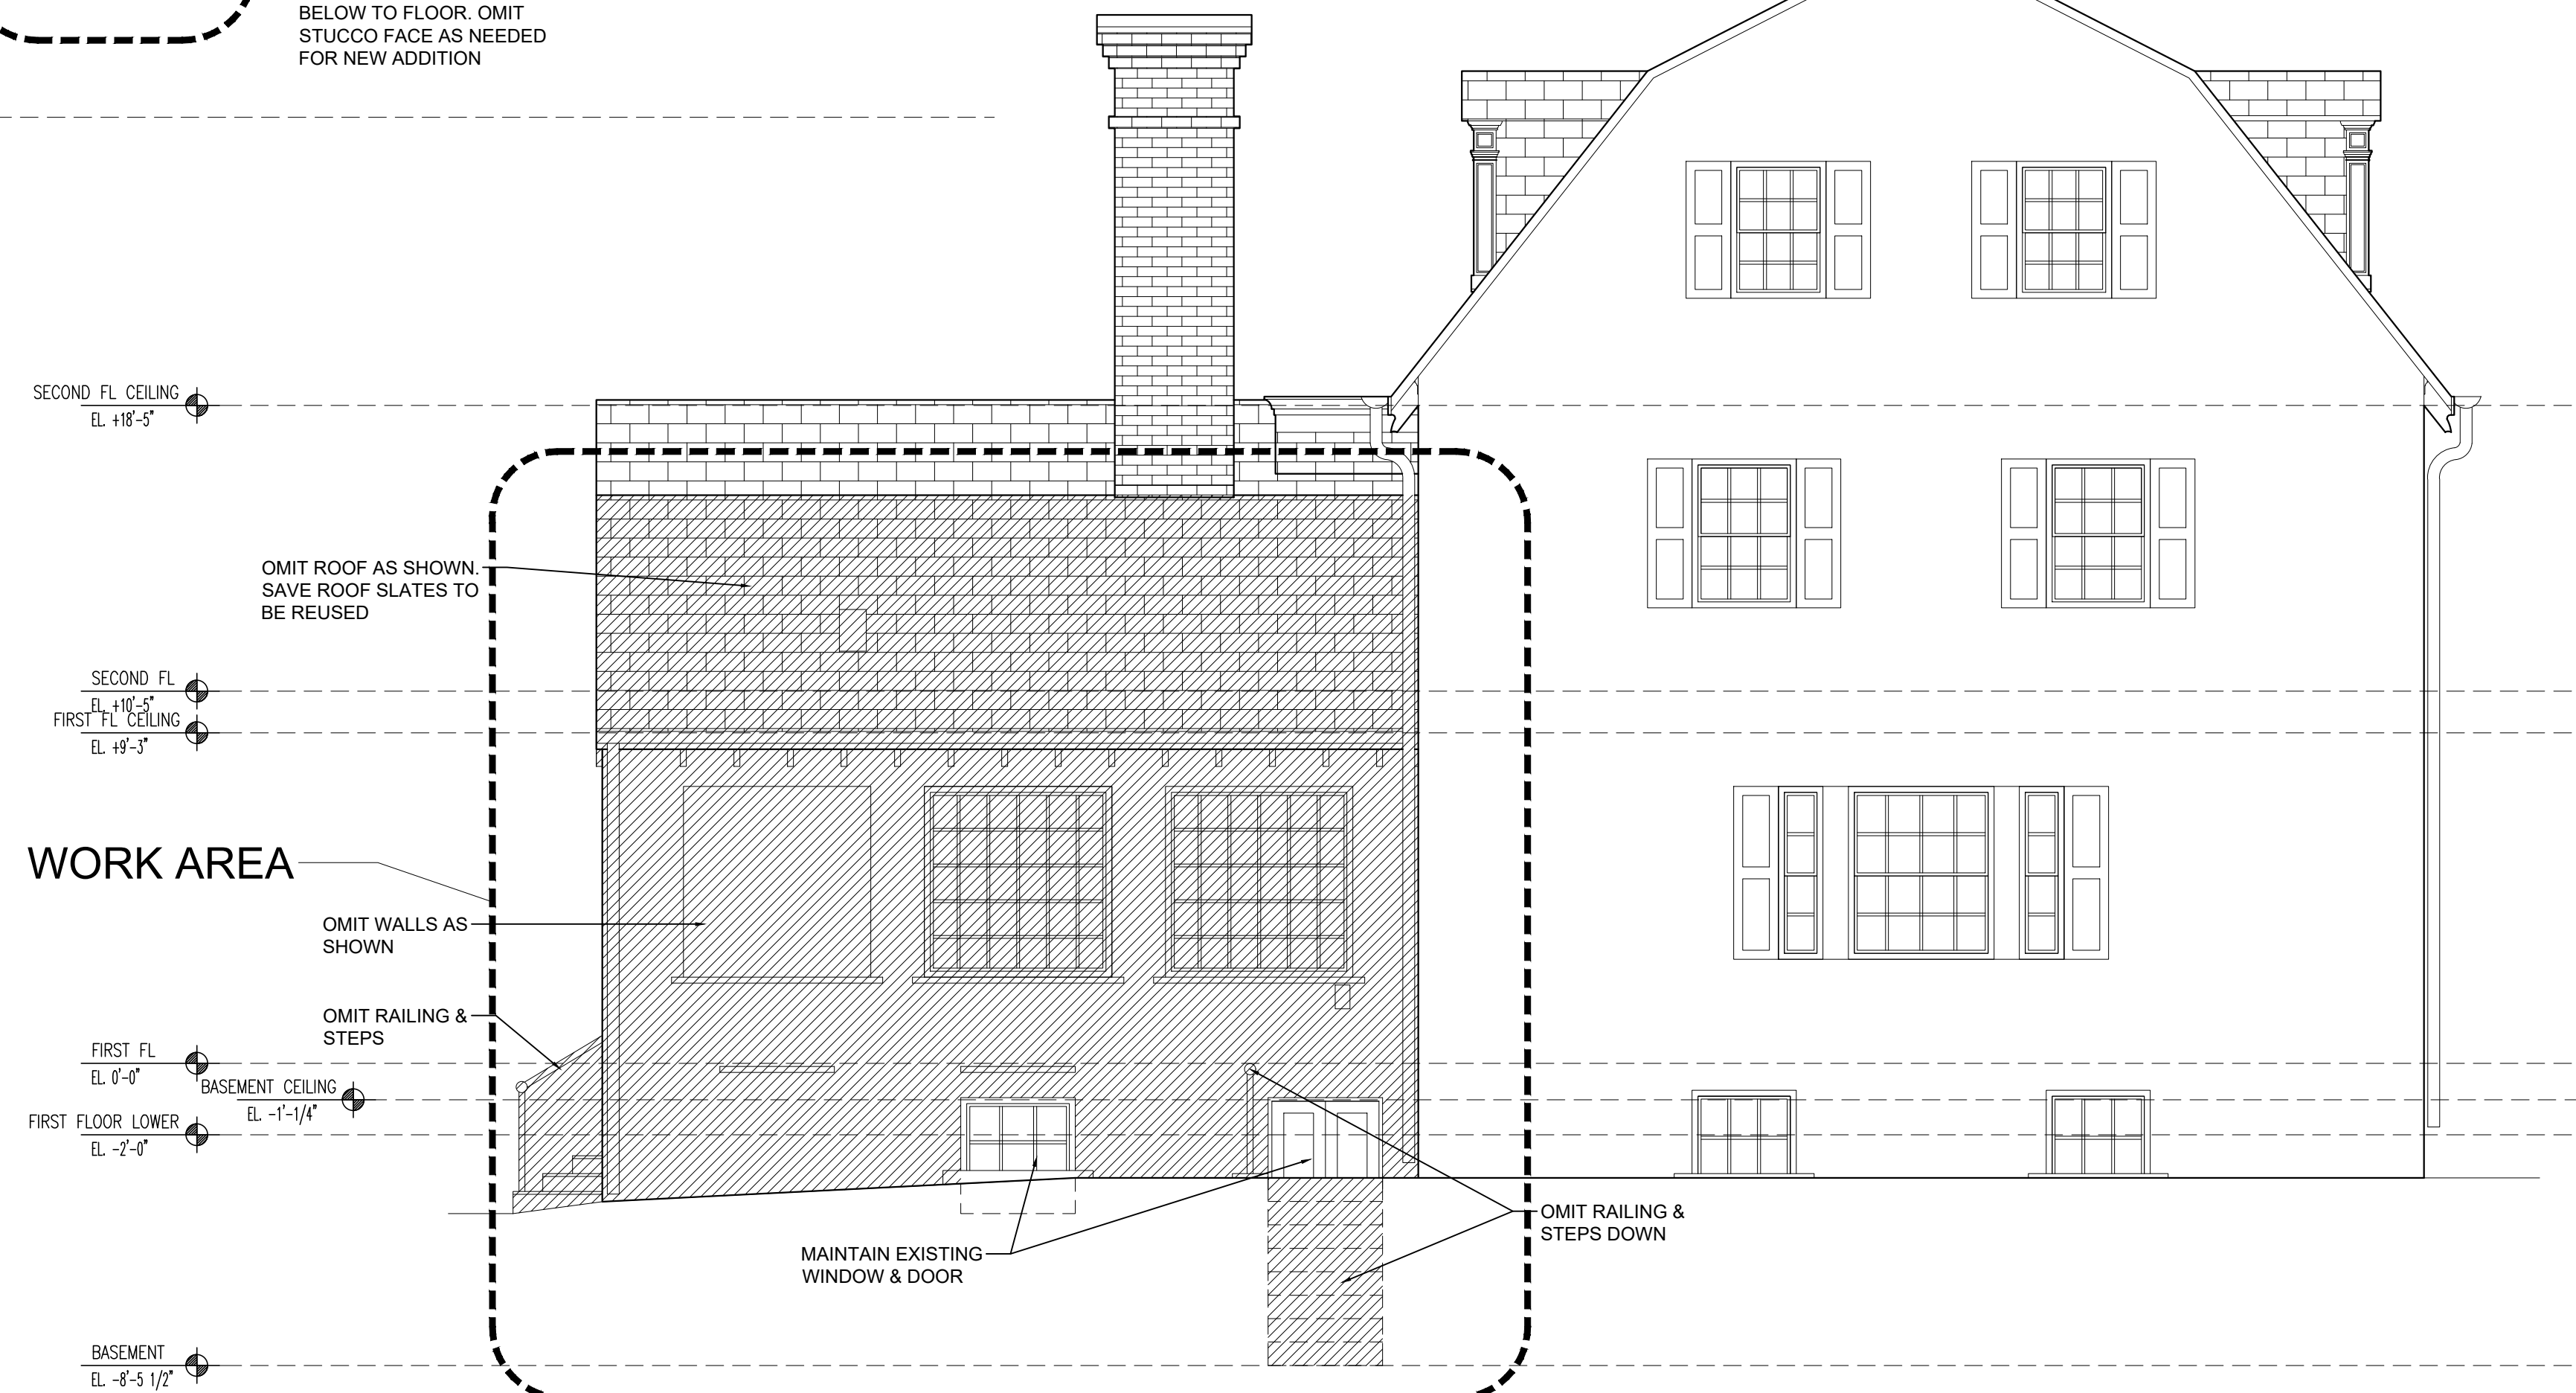 BELOW TO FLOOR. OMIT
STUCCO FACE AS NEEDED
FOR NEW ADDITION
SECOND FL CEILING
EL. +18'-5"
OMIT ROOF AS SHOWN.
SAVE ROOF SLATES TO
BE REUSED
SECOND FL
EL. +10'-5"
FIRST FL CEILING
EL. +9'-3"
WORK AREA
OMIT WALLS AS
SHOWN
OMIT RAILING &
STEPS
FIRST FL
EL. 0'-0"
BASEMENT CEILING
EL. -1'-1/4"
FIRST FLOOR LOWER
EL. -2'-0"
OMIT RAILING &
STEPS DOWN
MAINTAIN EXISTING
WINDOW & DOOR
BASEMENT
EL. -8'-5 1/2"